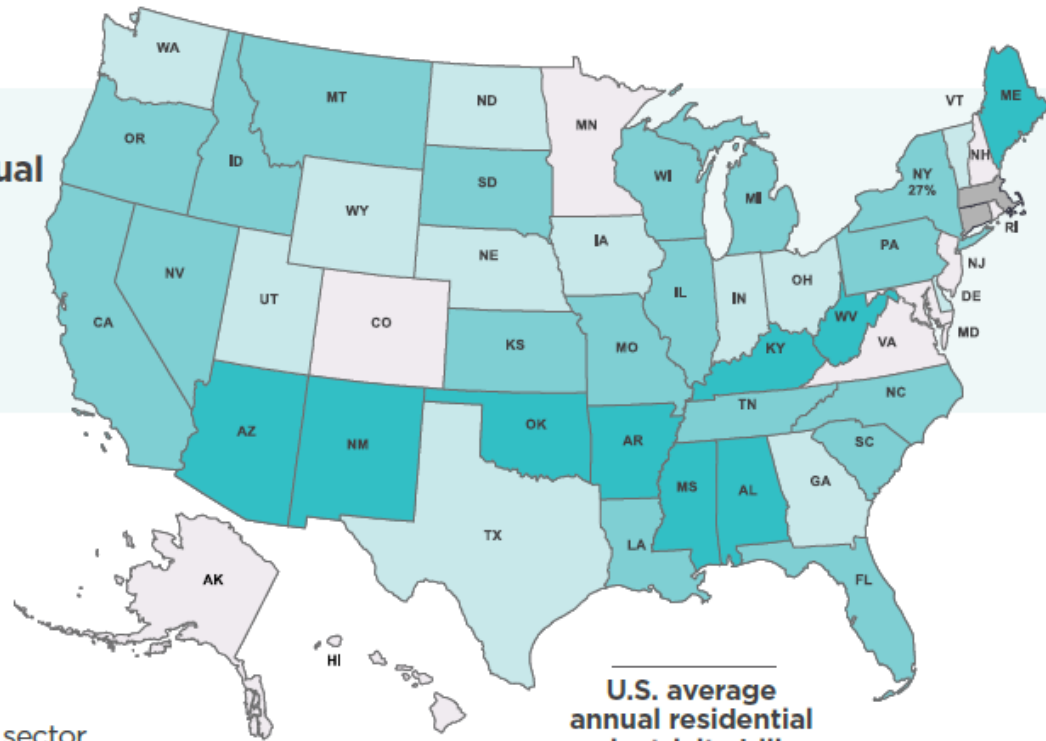 WA
MT
ND
MN
VT
ME
OR
ID
SD
WI
MI
NY
27%
NH
ual
WY
IA
NE
PA
RI
NV
UT
CO
IL
IN
OH
NJ
DE
CA
KS
MO
WV
KY
VA
MD
TN
NC
AZ
NM
OK
AR
SC
MS
AL
GA
TX
LA
FL
AK
HI
U.S. average
annual residential
sector